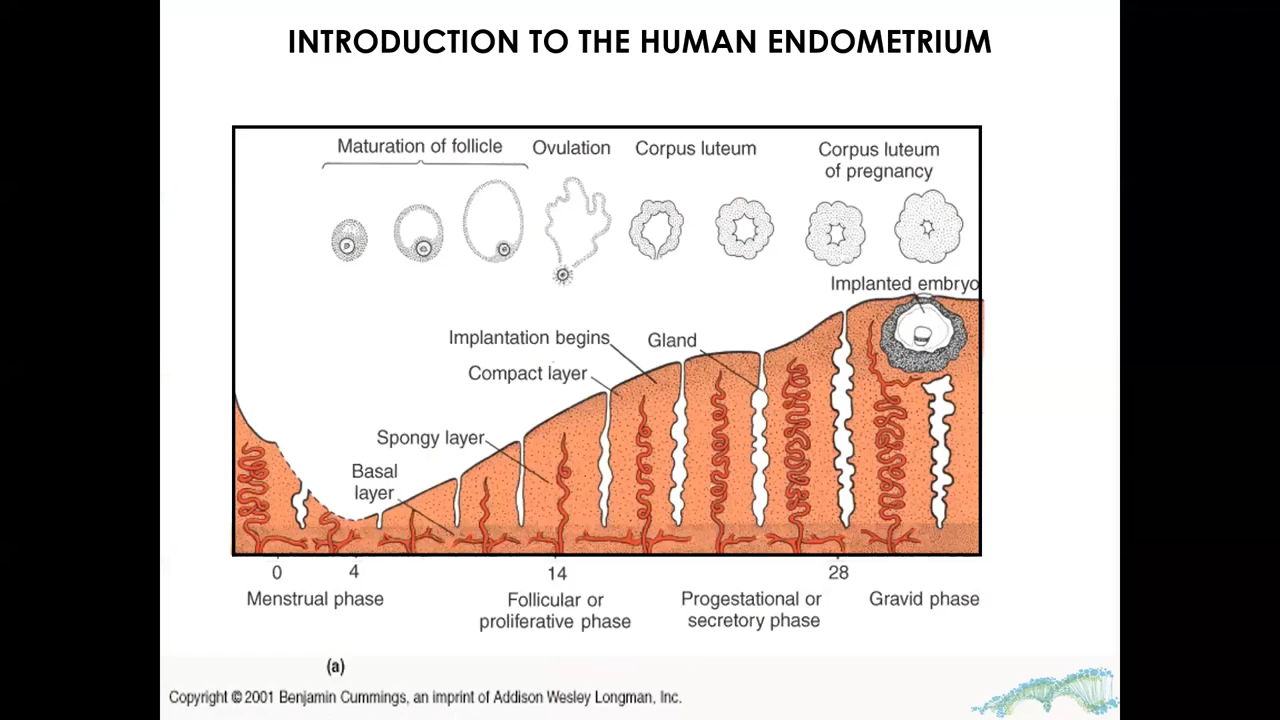 INTRODUCTION TO THE HUMAN ENDOMETRIUM
Maturation of follicle
Ovulation
Corpus luteum
Corpus luteum
of pregnancy
Implanted embryo
Implantation begins
Gland
Compact layer
Spongy layer
Basal
layer
0
4
14
28
Menstrual phase
Follicular or
proliferative phase
Progestational or
secretory phase
Gravid phase
(a)
Copyright © 2001 Benjamin Cummings, an imprint of Addison Wesley Longman, Inc.